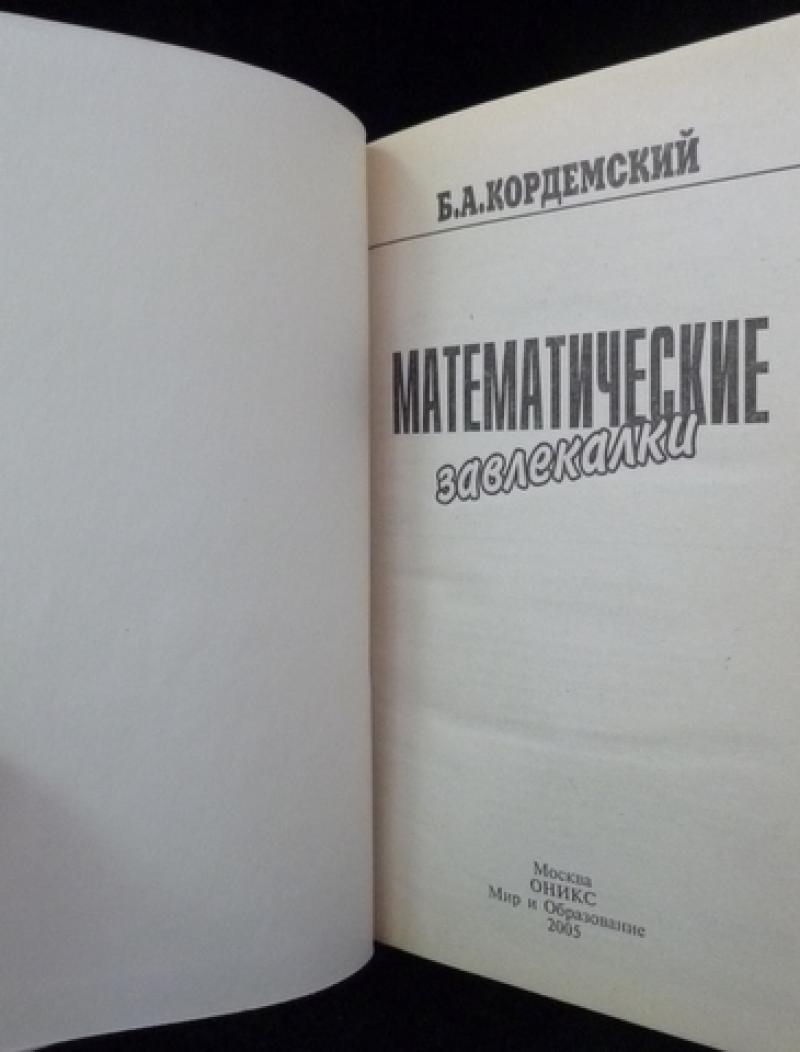 Б.А.КОРДЕМСКИЙ
МАТЕМАТИЧЕСКИЕ
завлекалки
Москва
ОНИКС
Мир и Образование
2005